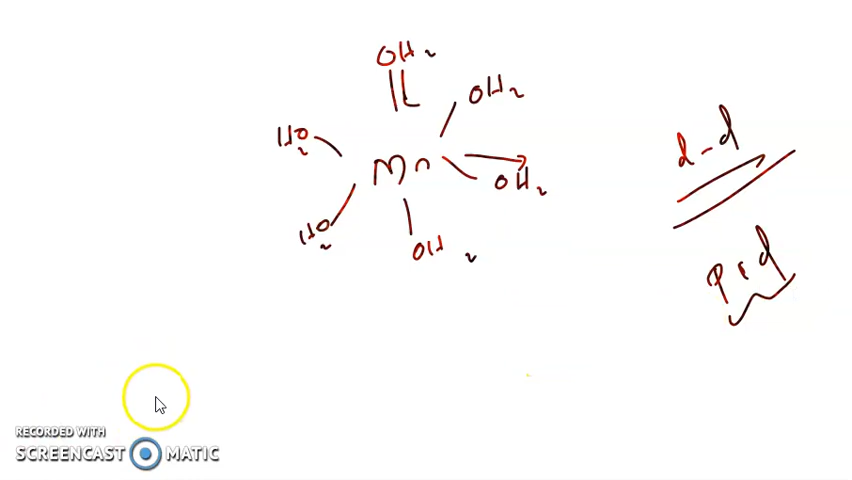 OH2
OH2
H2O
Mn
OH2
H2O
OH2
d-d
RECORDED WITH
SCREENCAST MATIC